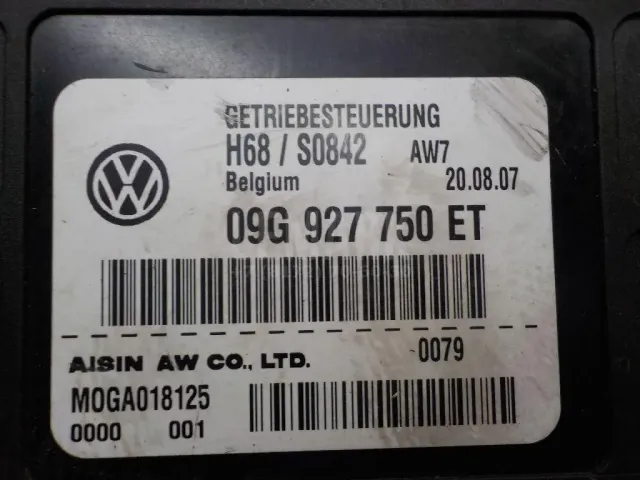 GETRIEBESTEUERUNG
H68 / S0842 AW7
Belgium 20.08.07
09G 927 750 ET
AISIN AW CO., LTD. 0079
M0GA018125
0000 001